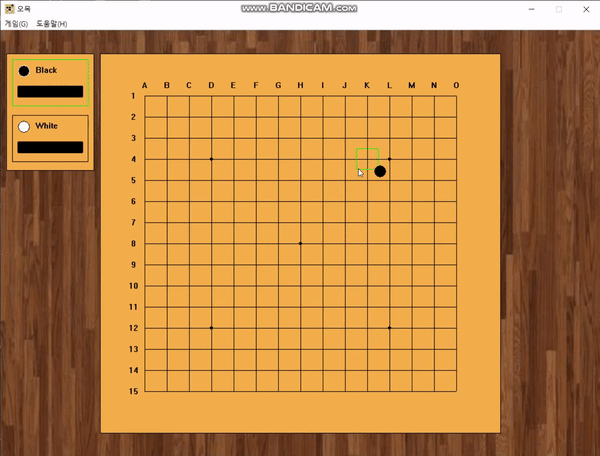 오목
www.BANDICAM.com
게임(G) 도움말(H)
Black
White
A B C D E F G H I J K L M N O
1
2
3
4
5
6
7
8
9
10
11
12
13
14
15